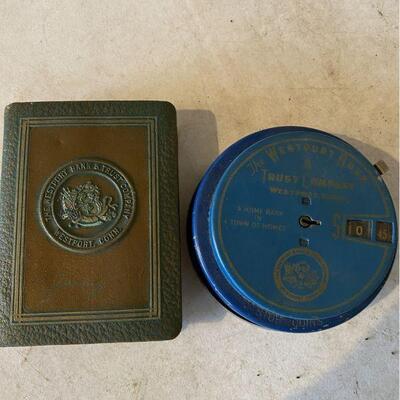 THE WESTPORT BANK & TRUST COMPANY
WESTPORT, CONN.
The WESTPORT BANK
&
TRUST COMPANY
WESTPORT, CONN.
A HOME BANK
IN
A TOWN OF HOMES
$ 0 45